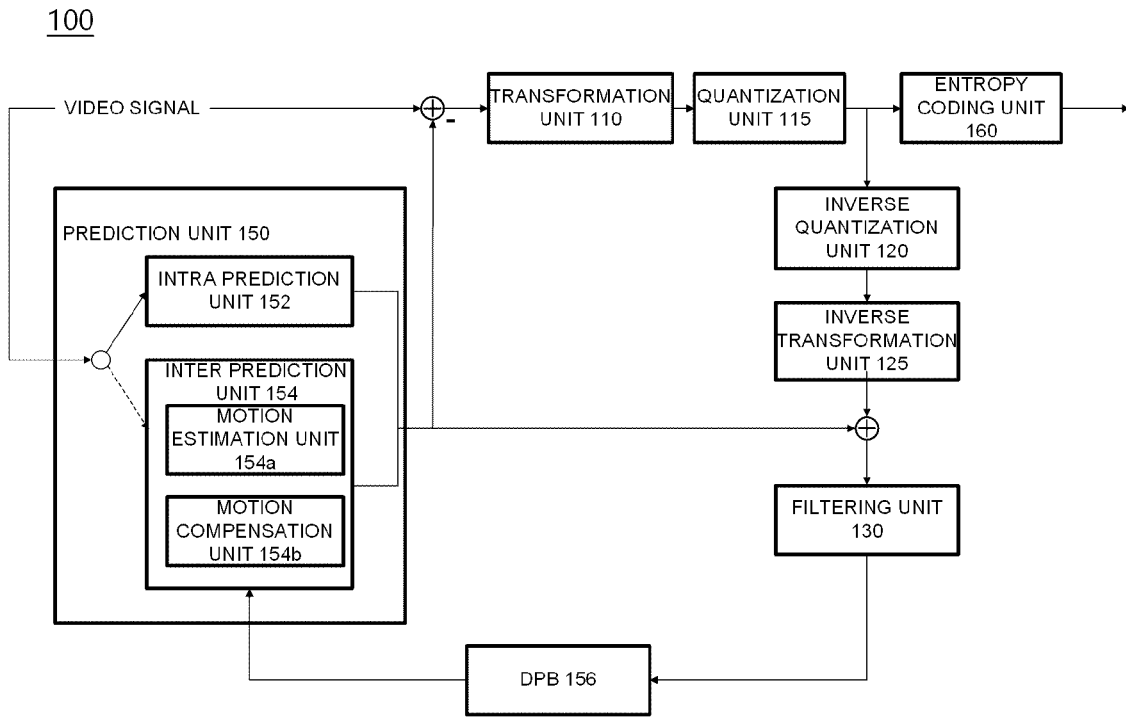 100
VIDEO SIGNAL
-
TRANSFORMATION
UNIT 110
QUANTIZATION
UNIT 115
ENTROPY
CODING UNIT
160
INVERSE
QUANTIZATION
UNIT 120
INVERSE
TRANSFORMATION
UNIT 125
PREDICTION UNIT 150
INTRA PREDICTION
UNIT 152
INTER PREDICTION
UNIT 154
MOTION
ESTIMATION UNIT
154a
MOTION
COMPENSATION
UNIT 154b
FILTERING UNIT
130
DPB 156